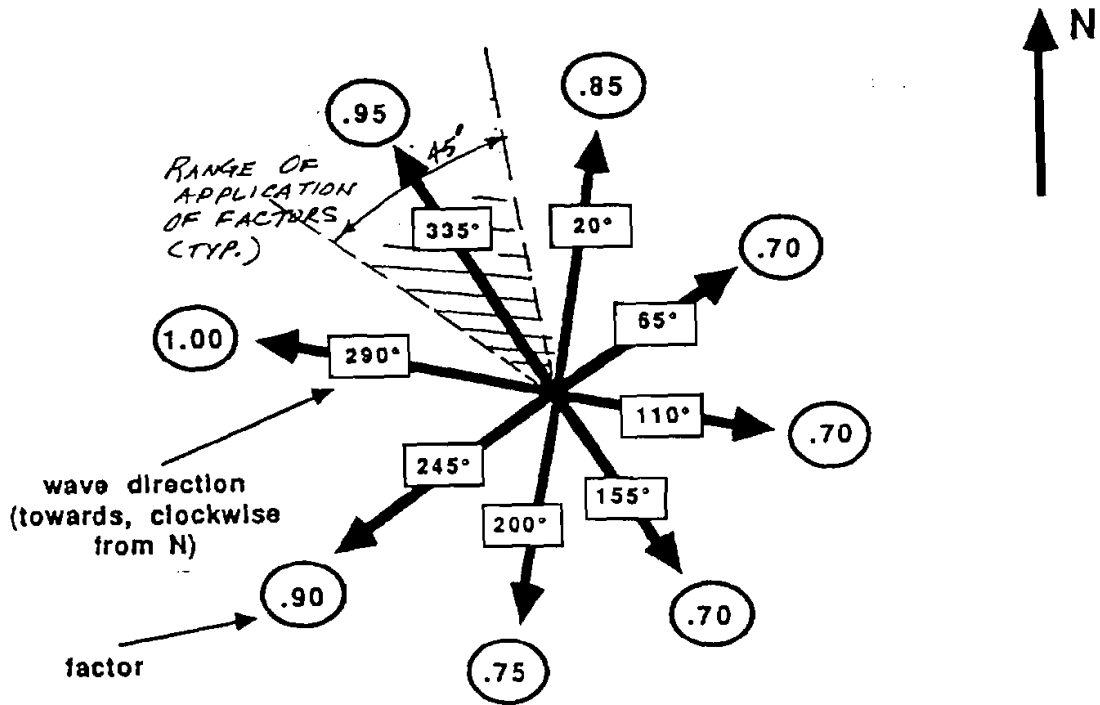 N
.85
.95
45°
RANGE OF
APPLICATION
OF FACTORS
(TYP.)
335°
20°
.70
65°
1.00
290°
110°
.70
245°
155°
wave direction
(towards, clockwise
from N)
200°
.90
.70
factor
.75